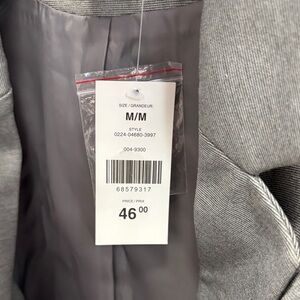 SIZE / GRANDEUR
M/M
STYLE
0224-04680-3997
004-9300
68579317
PRICE / PRIX
46 00